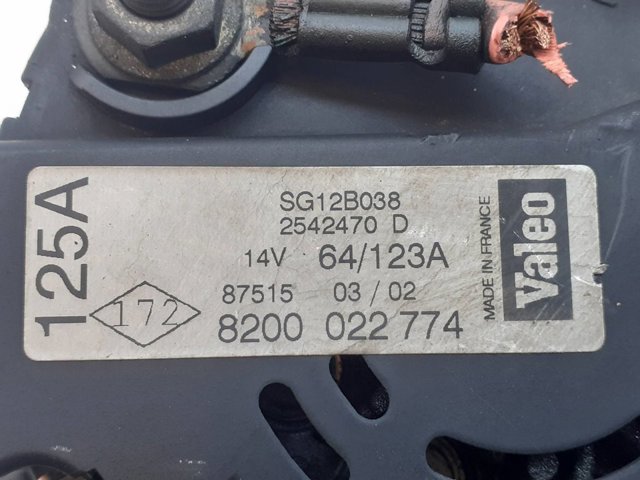 125A
172
SG12B038
2542470 D
14V 64/123A
87515 03/02
8200 022 774
MADE IN FRANCE
Valeo